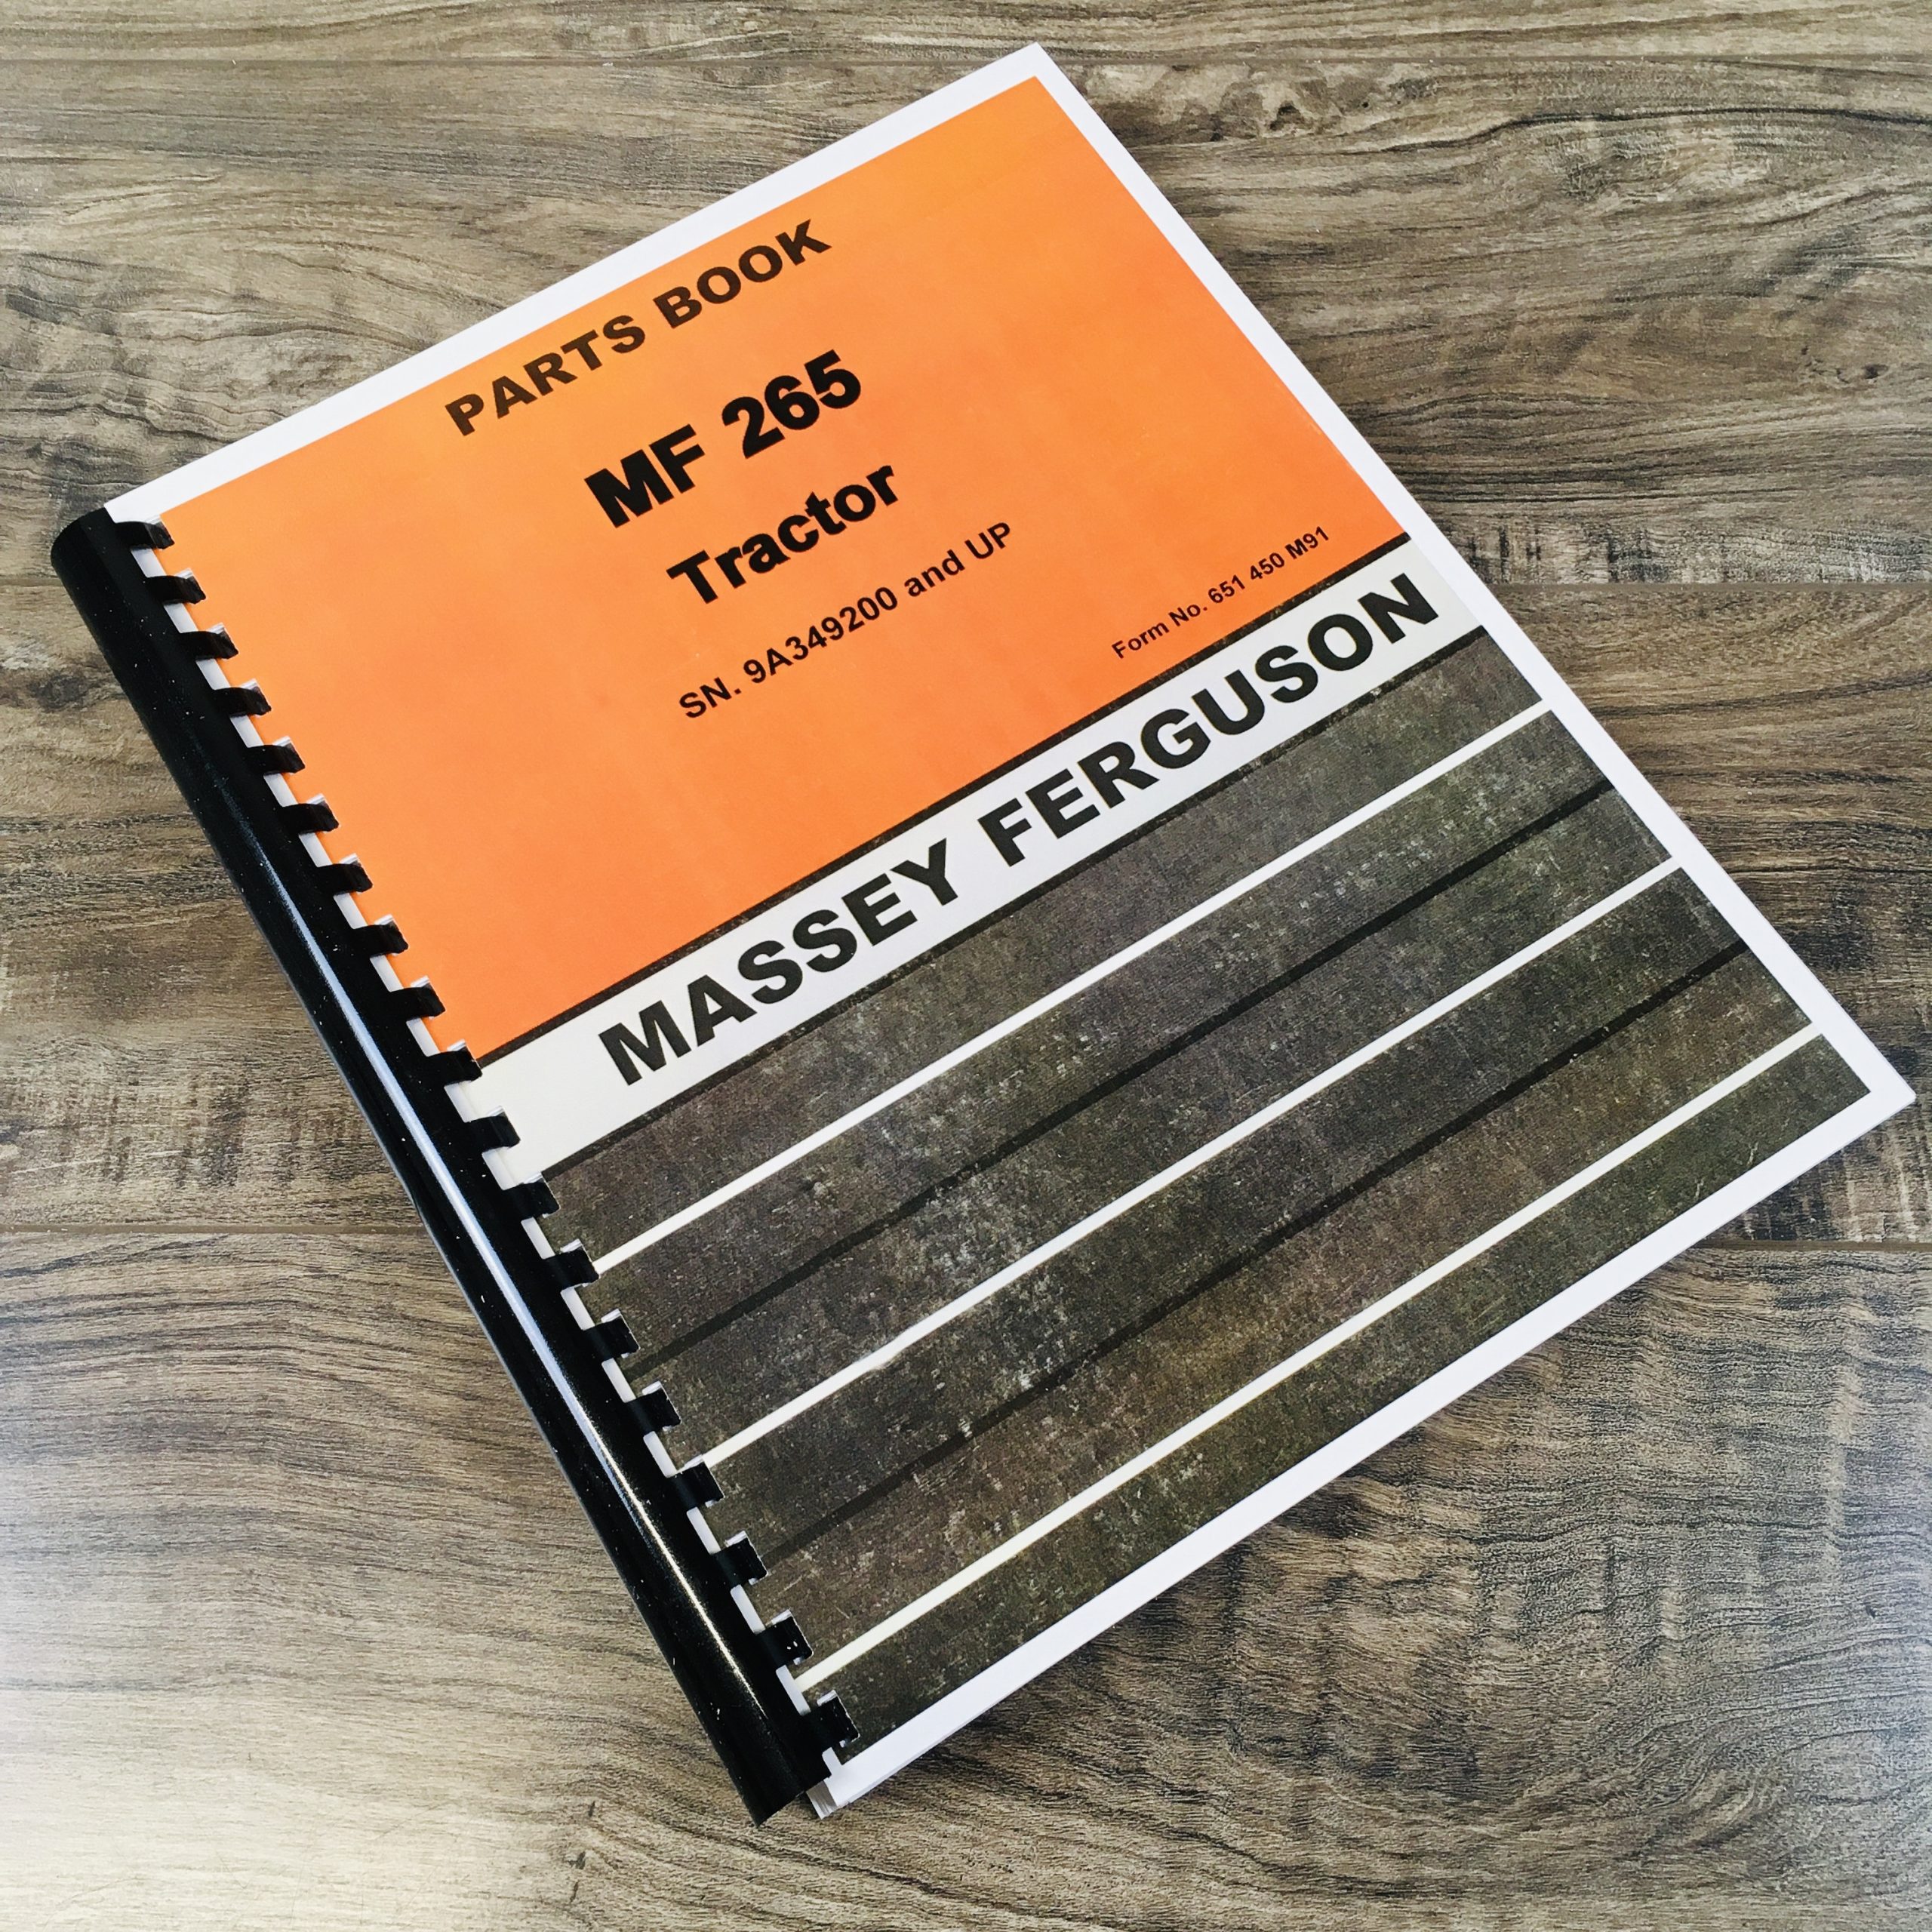 PARTS BOOK
MF 265
Tractor
SN. 9A349200 and UP
Form No. 651 450 M91
MASSEY FERGUSON